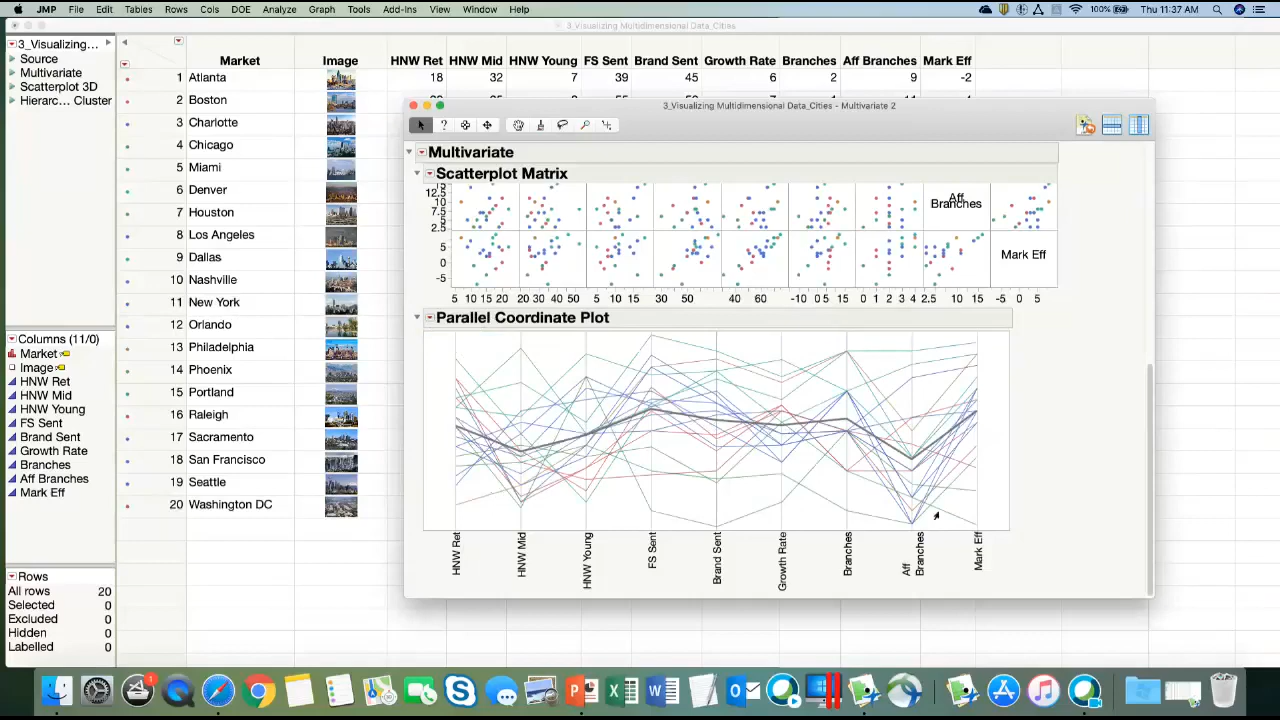 JMP File Edit Tables Rows Cols DOE Analyze Graph Tools Add-Ins View Window Help 100% Thu 11:37 AM
3_Visualizing Multidimensional Data_Cities
3_Visualizing...
Source
Multivariate
Scatterplot 3D
Hierarc... Cluster
Market Image HNW Ret HNW Mid HNW Young FS Sent Brand Sent Growth Rate Branches Aff Branches Mark Eff
1 Atlanta 18 32 7 39 45 6 2 9 -2
2 Boston
3 Charlotte
4 Chicago
5 Miami
6 Denver
7 Houston
8 Los Angeles
9 Dallas
10 Nashville
11 New York
12 Orlando
13 Philadelphia
14 Phoenix
15 Portland
16 Raleigh
17 Sacramento
18 San Francisco
19 Seattle
20 Washington DC
Columns (11/0)
Market
Image
HNW Ret
HNW Mid
HNW Young
FS Sent
Brand Sent
Growth Rate
Branches
Aff Branches
Mark Eff
Rows
All rows 20
Selected 0
Excluded 0
Hidden 0
Labelled 0
3_Visualizing Multidimensional Data_Cities - Multivariate 2
Multivariate
Scatterplot Matrix
12.5
10
7.5
5
2.5
Aff
Branches
5
0
-5
Mark Eff
5 10 15 20 20 30 40 50 5 10 15 30 50 40 60 -10 0 5 15 0 1 2 3 4 2.5 10 15 -5 0 5
Parallel Coordinate Plot
HNW Ret
HNW Mid
HNW Young
FS Sent
Brand Sent
Growth Rate
Branches
Aff
Branches
Mark Eff